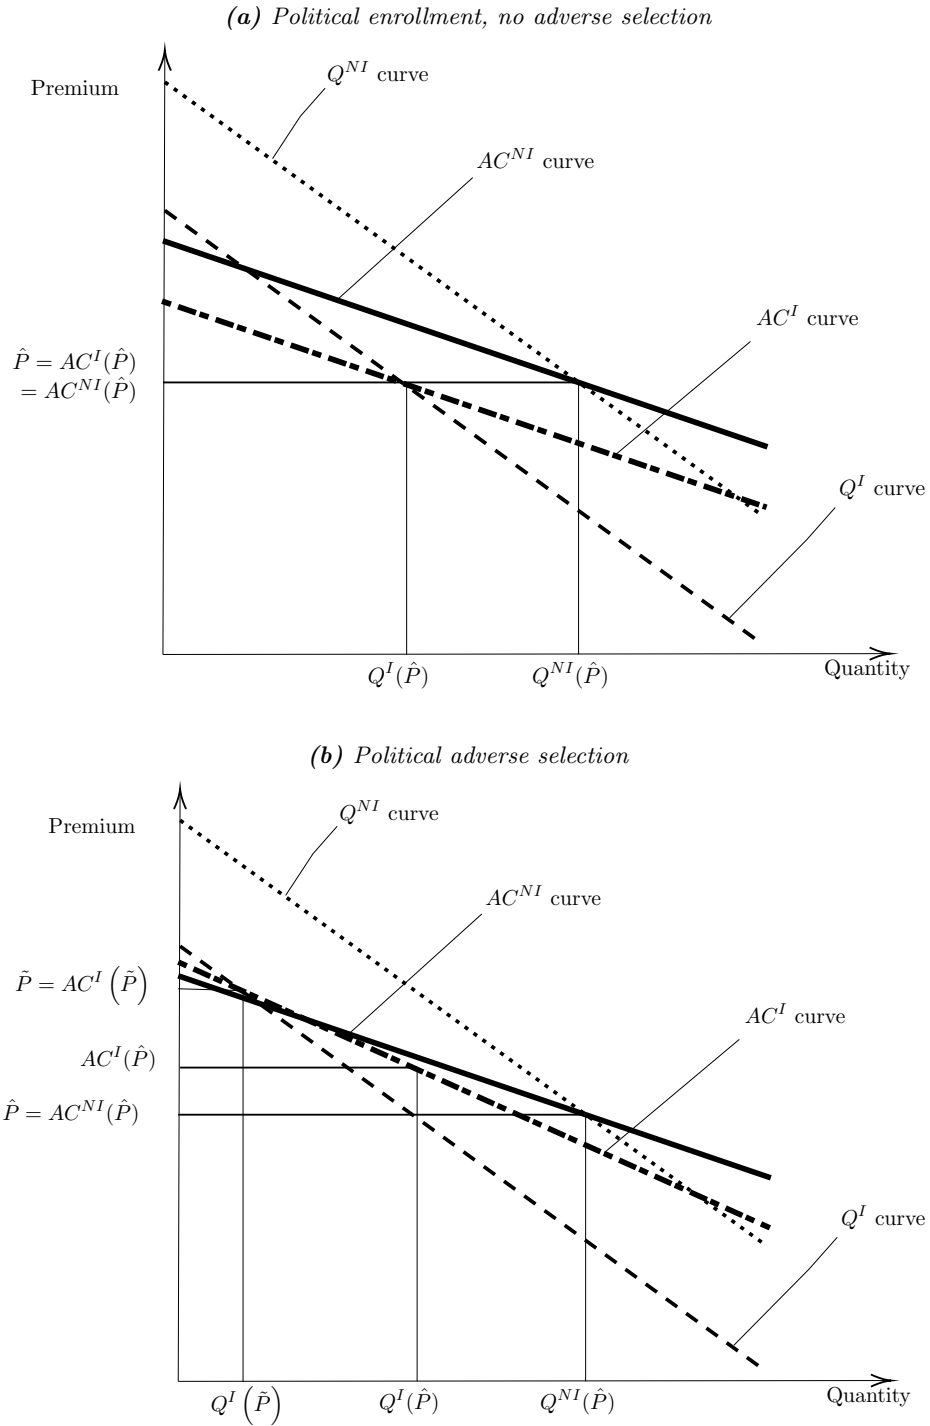 (a) Political enrollment, no adverse selection
Q^{NI} curve
Premium
AC^{NI} curve
AC^{I} curve
P̂ = AC^{I}(P̂)
= AC^{NI}(P̂)
Q^{I} curve
Quantity
Q^{I}(P̂) Q^{NI}(P̂)
(b) Political adverse selection
Q^{NI} curve
Premium
AC^{NI} curve
P̃ = AC^{I}(P̃)
AC^{I} curve
AC^{I}(P̂)
P̂ = AC^{NI}(P̂)
Q^{I} curve
Quantity
Q^{I}(P̃) Q^{I}(P̂) Q^{NI}(P̂)